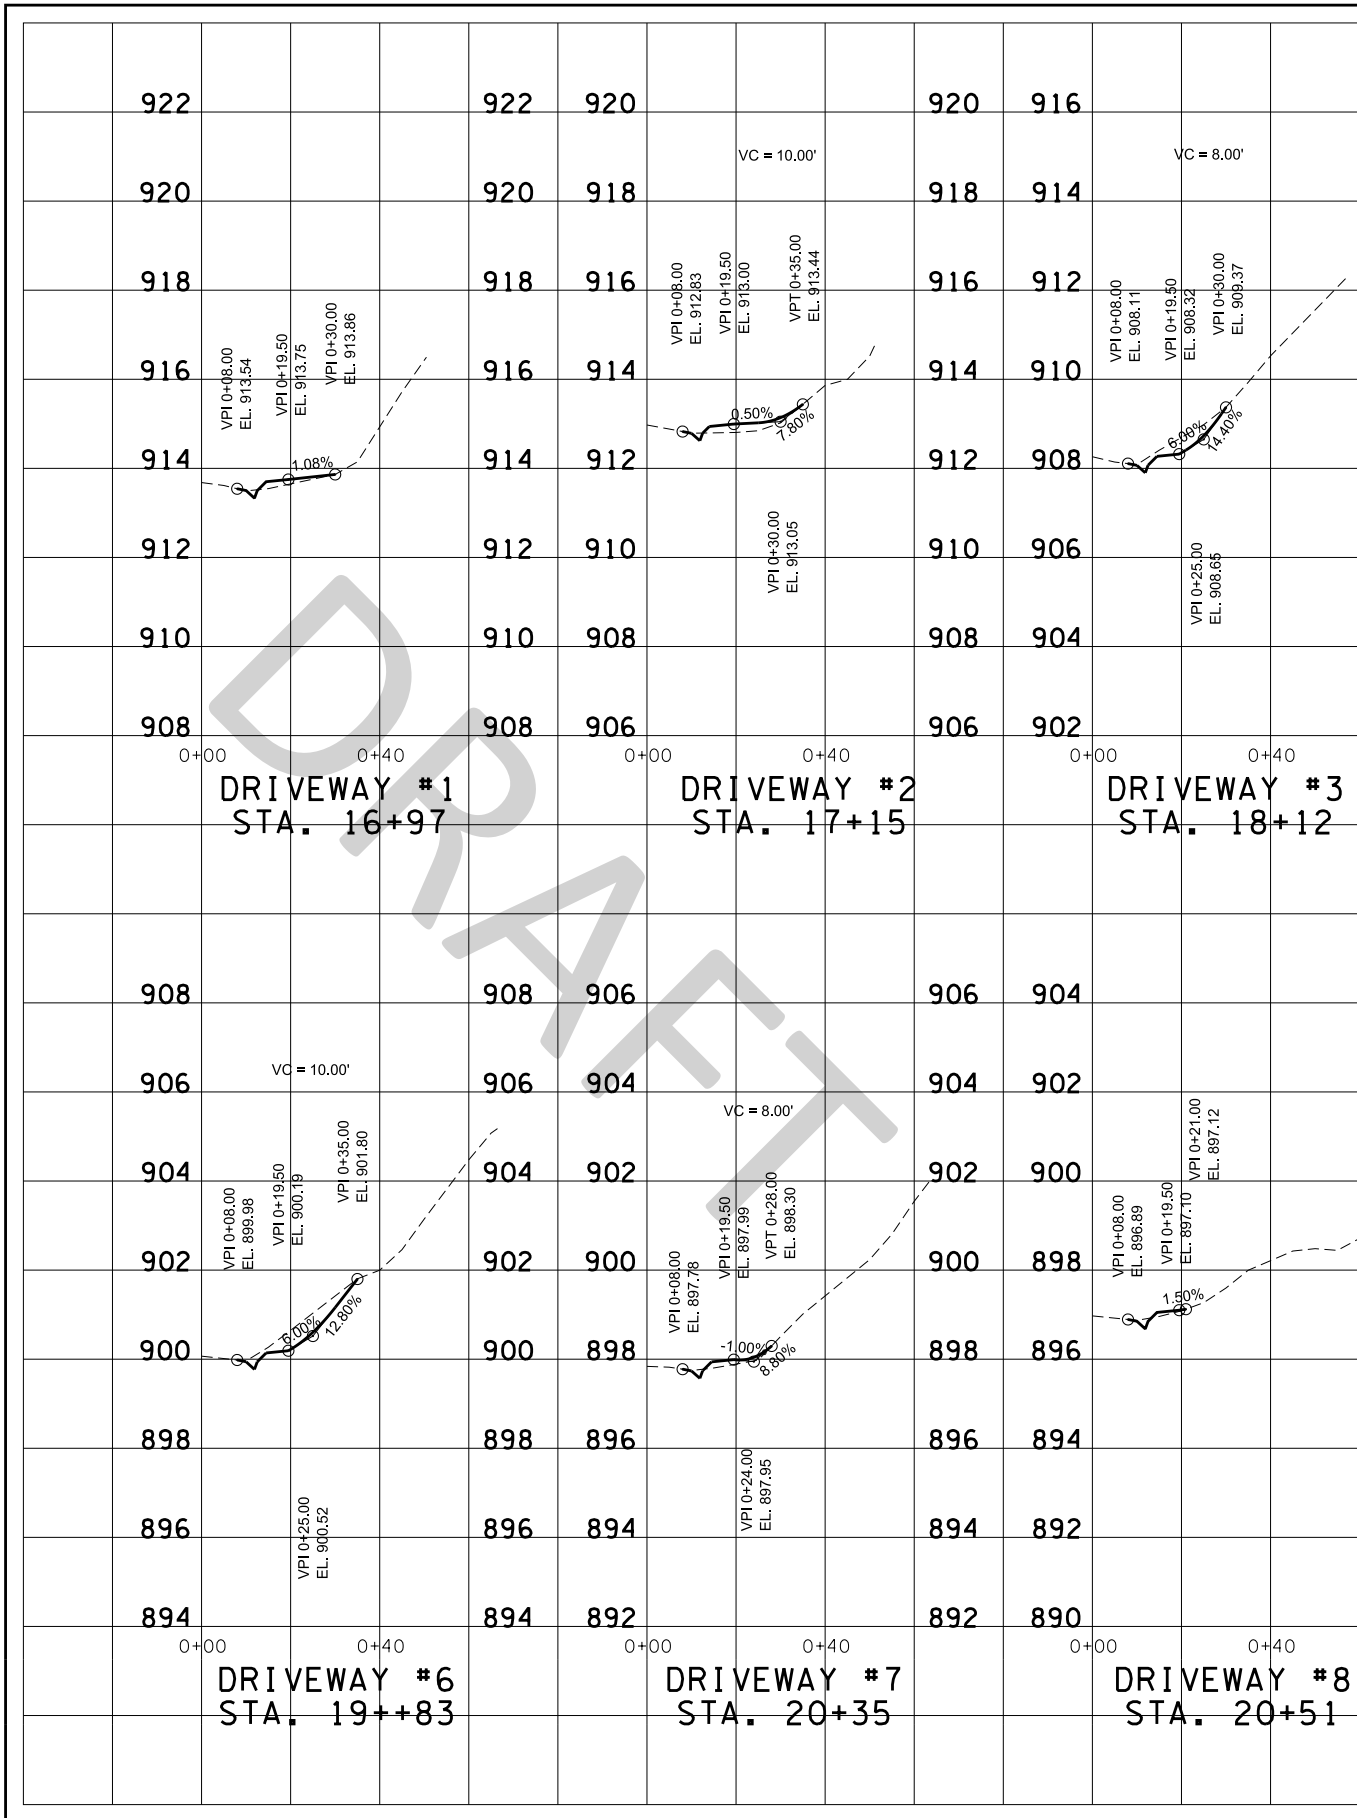 922 922 920 920 916
VC = 10.00' VC = 8.00'
920 920 918 918 914
918 918 916 916 912
VPI 0+08.00
EL. 913.54
VPI 0+19.50
EL. 913.75
VPI 0+30.00
EL. 913.86
VPI 0+08.00
EL. 912.83
VPI 0+19.50
EL. 913.00
VPT 0+35.00
EL. 913.44
VPI 0+08.00
EL. 908.11
VPI 0+19.50
EL. 908.32
VPI 0+30.00
EL. 909.37
916 916 914 914 910
1.08%
0.50%
7.80%
6.00%
14.40%
914 914 912 912 908
VPI 0+30.00
EL. 913.05
VPI 0+25.00
EL. 908.65
912 912 910 910 906
910 910 908 908 904
908 908 906 906 902
0+00 0+40 0+00 0+40 0+00 0+40
DRIVEWAY #1
STA. 16+97
DRIVEWAY #2
STA. 17+15
DRIVEWAY #3
STA. 18+12
DRAFT
908 908 906 906 904
VC = 10.00'
906 906 904 904 902
VC = 8.00'
VPI 0+08.00
EL. 899.98
VPI 0+19.50
EL. 900.19
VPI 0+35.00
EL. 901.80
VPI 0+08.00
EL. 897.78
VPI 0+19.50
EL. 897.99
VPT 0+28.00
EL. 898.30
VPI 0+08.00
EL. 896.89
VPI 0+19.50
EL. 897.10
VPI 0+21.00
EL. 897.12
904 904 902 902 900
902 902 900 900 898
6.00%
12.80%
-1.00%
8.80%
1.50%
900 900 898 898 896
898 898 896 896 894
VPI 0+25.00
EL. 900.52
VPI 0+24.00
EL. 897.95
896 896 894 894 892
894 894 892 892 890
0+00 0+40 0+00 0+40 0+00 0+40
DRIVEWAY #6
STA. 19++83
DRIVEWAY #7
STA. 20+35
DRIVEWAY #8
STA. 20+51